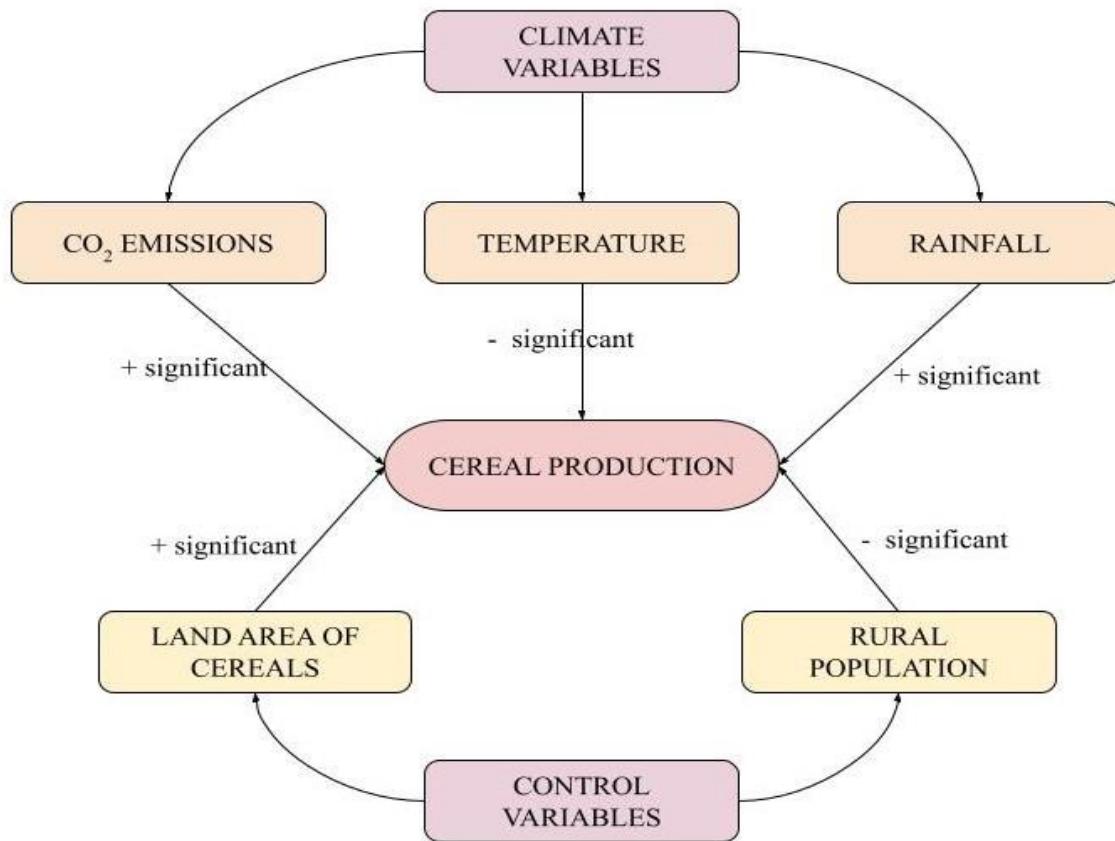 CLIMATE
VARIABLES
CO₂ EMISSIONS
TEMPERATURE
RAINFALL
- significant
+ significant
+ significant
CEREAL PRODUCTION
+ significant
- significant
LAND AREA OF
CEREALS
RURAL
POPULATION
CONTROL
VARIABLES